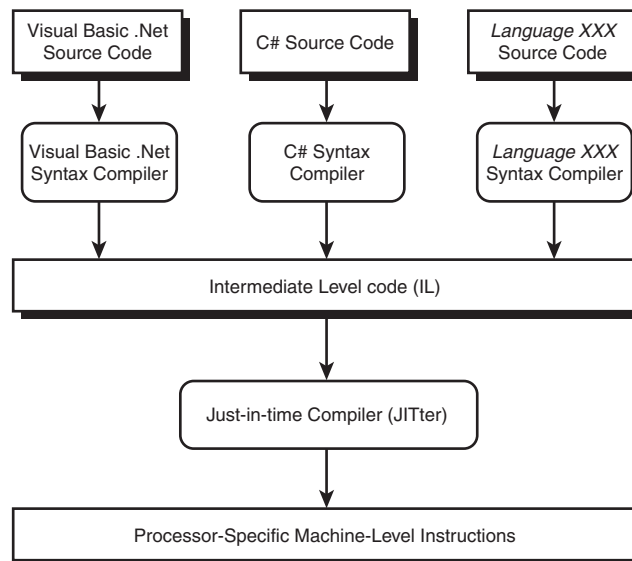 Visual Basic .Net
Source Code
C# Source Code
Language XXX
Source Code
Visual Basic .Net
Syntax Compiler
C# Syntax
Compiler
Language XXX
Syntax Compiler
Intermediate Level code (IL)
Just-in-time Compiler (JITter)
Processor-Specific Machine-Level Instructions